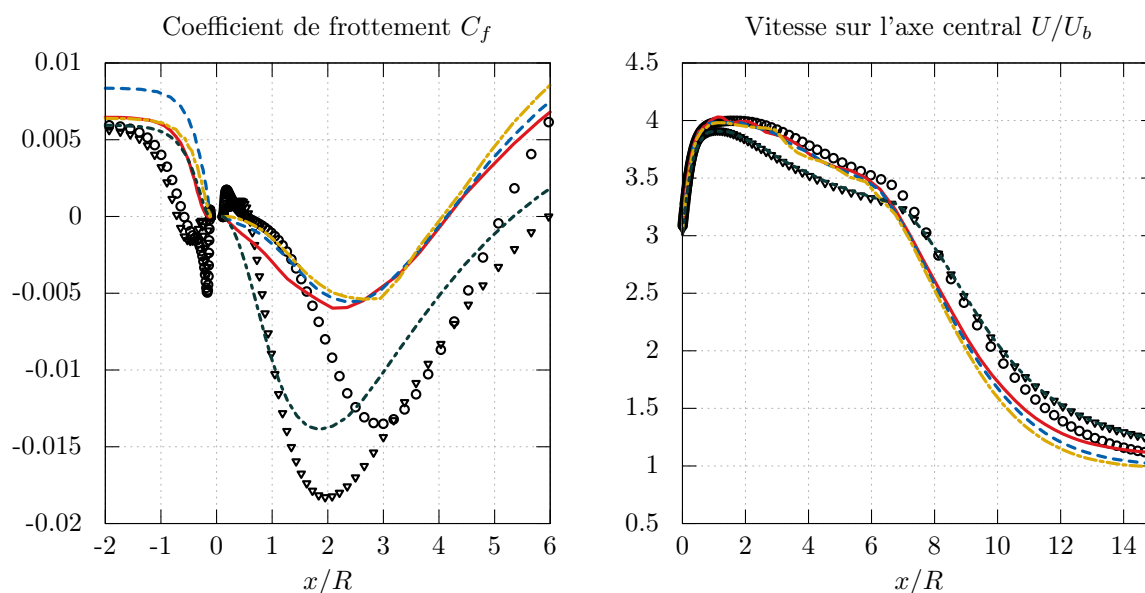 Coefficient de frottement $C_f$
0.01
0.005
0
-0.005
-0.01
-0.015
-0.02
-2 -1 0 1 2 3 4 5 6
x/R
Vitesse sur l'axe central $U/U_b$
4.5
4
3.5
3
2.5
2
1.5
1
0.5
0 2 4 6 8 10 12 14
x/R